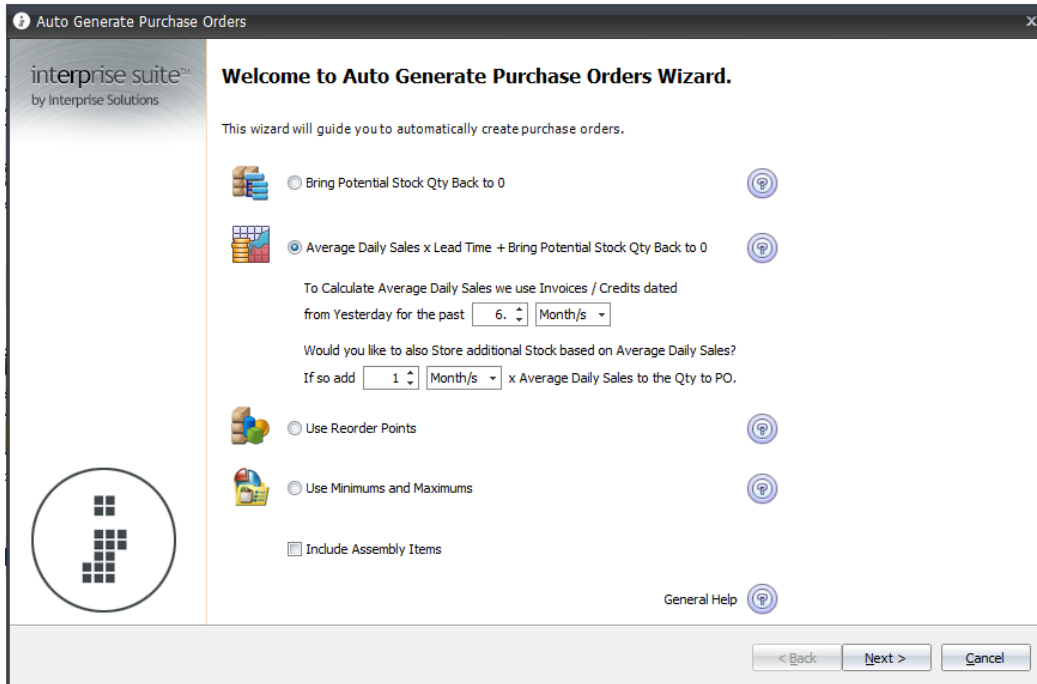 Auto Generate Purchase Orders
x
interprise suite™
by Interprise Solutions
Welcome to Auto Generate Purchase Orders Wizard.
This wizard will guide you to automatically create purchase orders.
Bring Potential Stock Qty Back to 0
Average Daily Sales x Lead Time + Bring Potential Stock Qty Back to 0
To Calculate Average Daily Sales we use Invoices / Credits dated
from Yesterday for the past 6. Month/s
Would you like to also Store additional Stock based on Average Daily Sales?
If so add 1 Month/s x Average Daily Sales to the Qty to PO.
Use Reorder Points
Use Minimums and Maximums
Include Assembly Items
General Help
< Back Next > Cancel